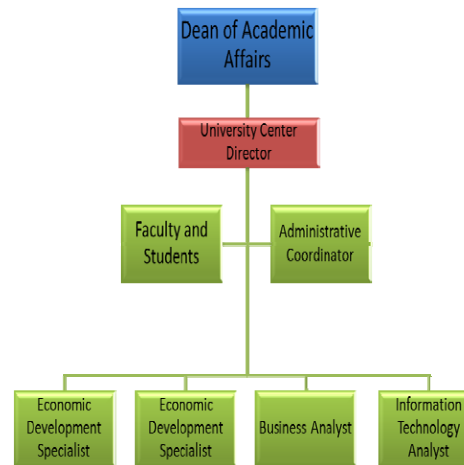 Dean of Academic
Affairs
University Center
Director
Faculty and
Students
Administrative
Coordinator
Economic
Development
Specialist
Economic
Development
Specialist
Business Analyst
Information
Technology
Analyst